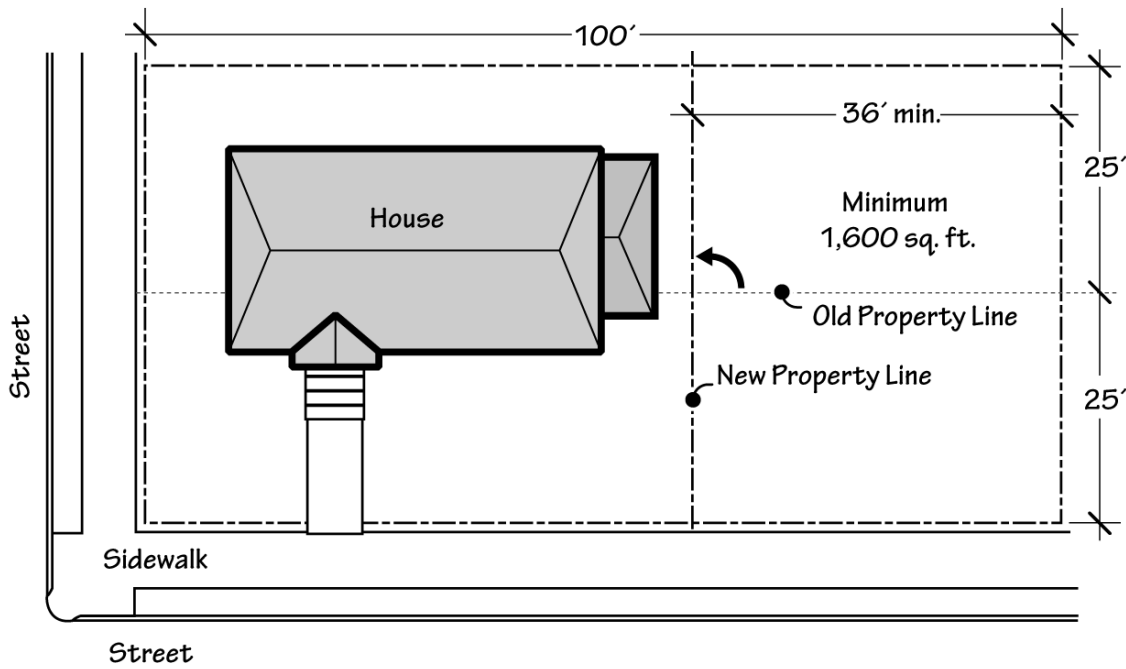 100′
36′ min.
25′
House
Minimum
1,600 sq. ft.
Old Property Line
Street
New Property Line
25′
Sidewalk
Street